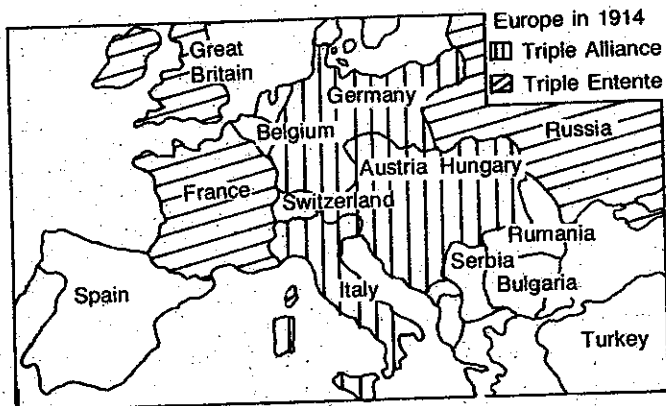 Europe in 1914
Triple Alliance
Triple Entente
Great
Britain
Germany
Belgium
Russia
Austria Hungary
France
Switzerland
Rumania
Serbia
Bulgaria
Italy
Spain
Turkey